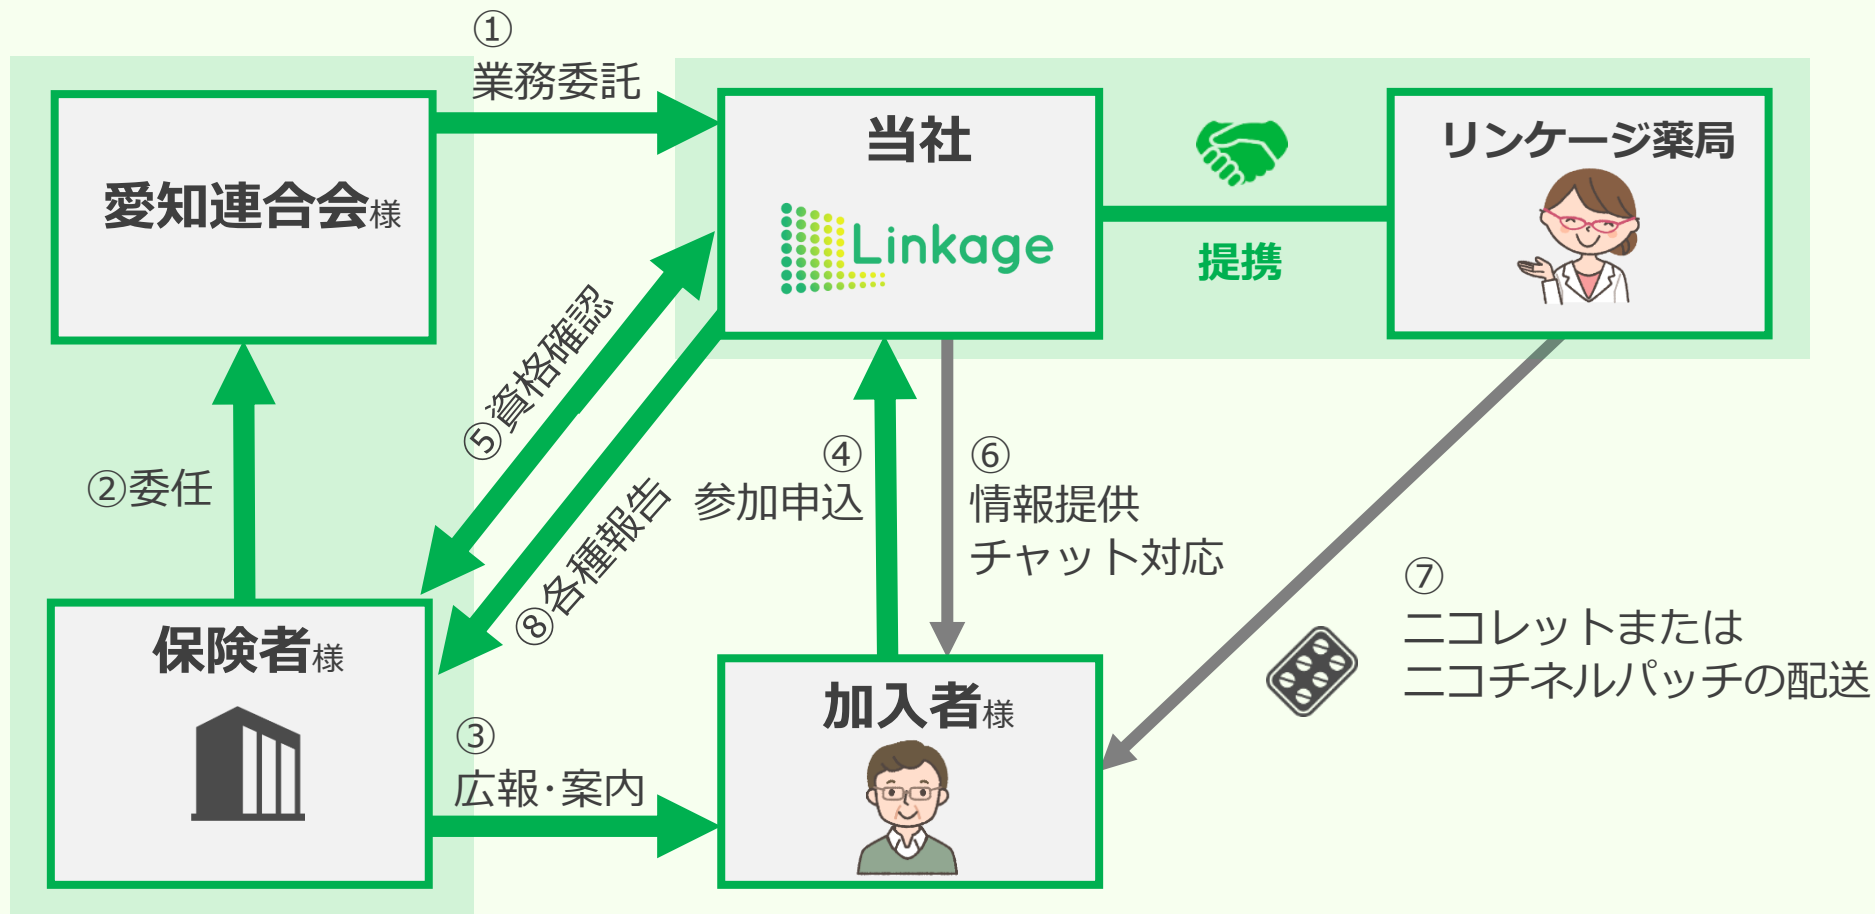 ①
業務委託
愛知連合会様
当社
Linkage
提携
リンケージ薬局
⑤資格確認
②委任
④
参加申込
⑥
情報提供
チャット対応
⑧各種報告
⑦
ニコレットまたは
ニコチネルパッチの配送
保険者様
③
広報･案内
加入者様